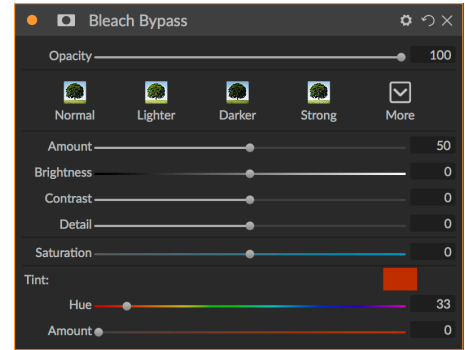 Bleach Bypass
Opacity 100
Normal Lighter Darker Strong More
Amount 50
Brightness 0
Contrast 0
Detail 0
Saturation 0
Tint:
Hue 33
Amount 0